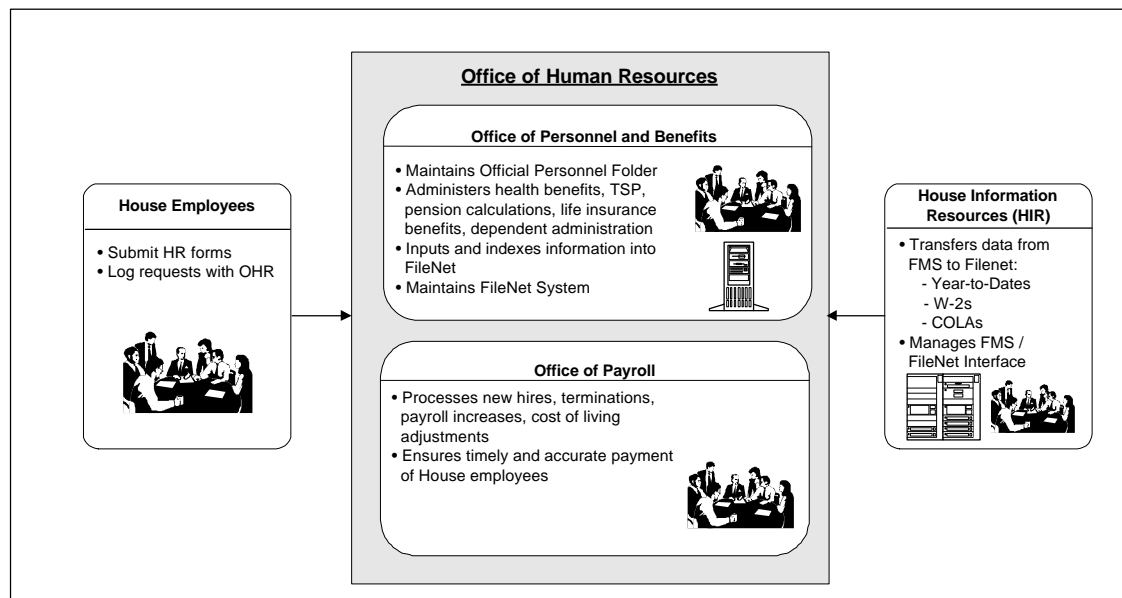 Office of Human Resources
Office of Personnel and Benefits
• Maintains Official Personnel Folder
• Administers health benefits, TSP,
pension calculations, life insurance
benefits, dependent administration
• Inputs and indexes information into
FileNet
• Maintains FileNet System
House Employees
• Submit HR forms
• Log requests with OHR
House Information
Resources (HIR)
• Transfers data from
FMS to Filenet:
- Year-to-Dates
- W-2s
- COLAs
• Manages FMS /
FileNet Interface
Office of Payroll
• Processes new hires, terminations,
payroll increases, cost of living
adjustments
• Ensures timely and accurate payment
of House employees